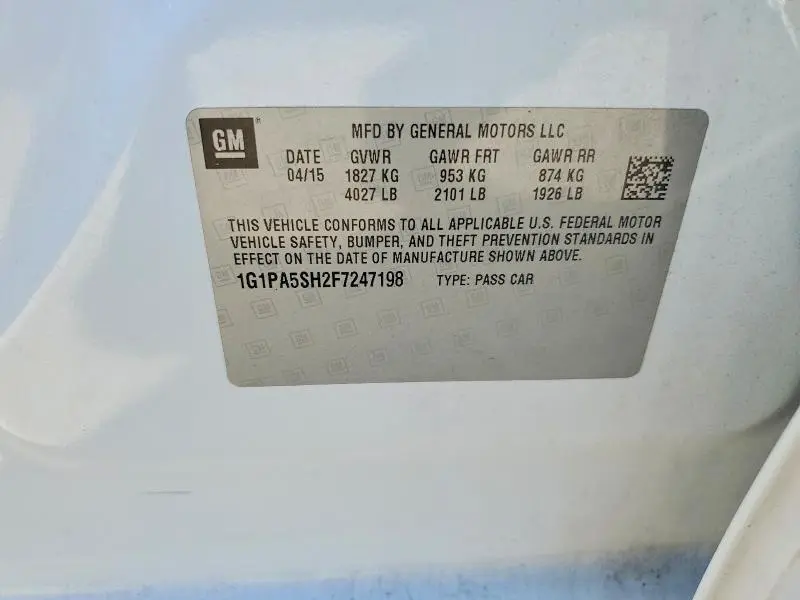 GM
MFD BY GENERAL MOTORS LLC
DATE GVWR GAWR FRT GAWR RR
04/15 1827 KG 953 KG 874 KG
4027 LB 2101 LB 1926 LB
THIS VEHICLE CONFORMS TO ALL APPLICABLE U.S. FEDERAL MOTOR
VEHICLE SAFETY, BUMPER, AND THEFT PREVENTION STANDARDS IN
EFFECT ON THE DATE OF MANUFACTURE SHOWN ABOVE.
1G1PA5SH2F7247198 TYPE: PASS CAR